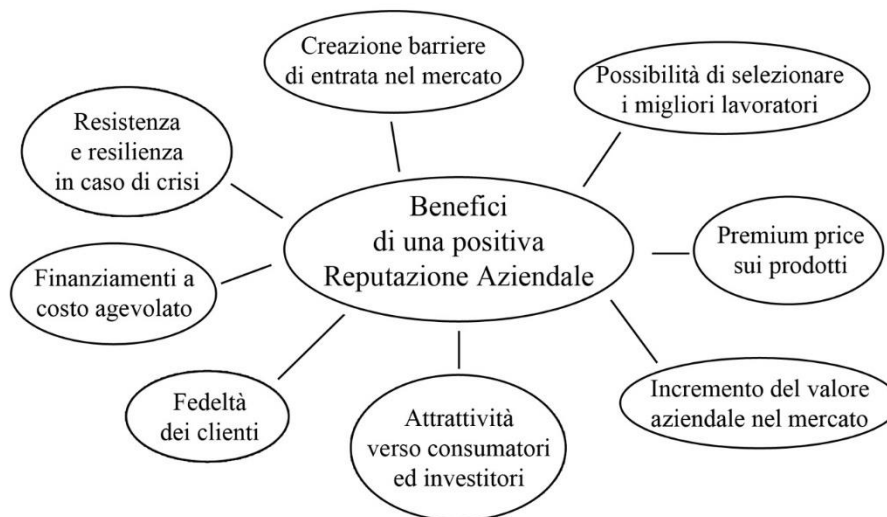 Creazione barriere
di entrata nel mercato
Possibilità di selezionare
i migliori lavoratori
Resistenza
e resilienza
in caso di crisi
Benefici
di una positiva
Reputazione Aziendale
Premium price
sui prodotti
Finanziamenti a
costo agevolato
Fedeltà
dei clienti
Attrattività
verso consumatori
ed investitori
Incremento del valore
aziendale nel mercato